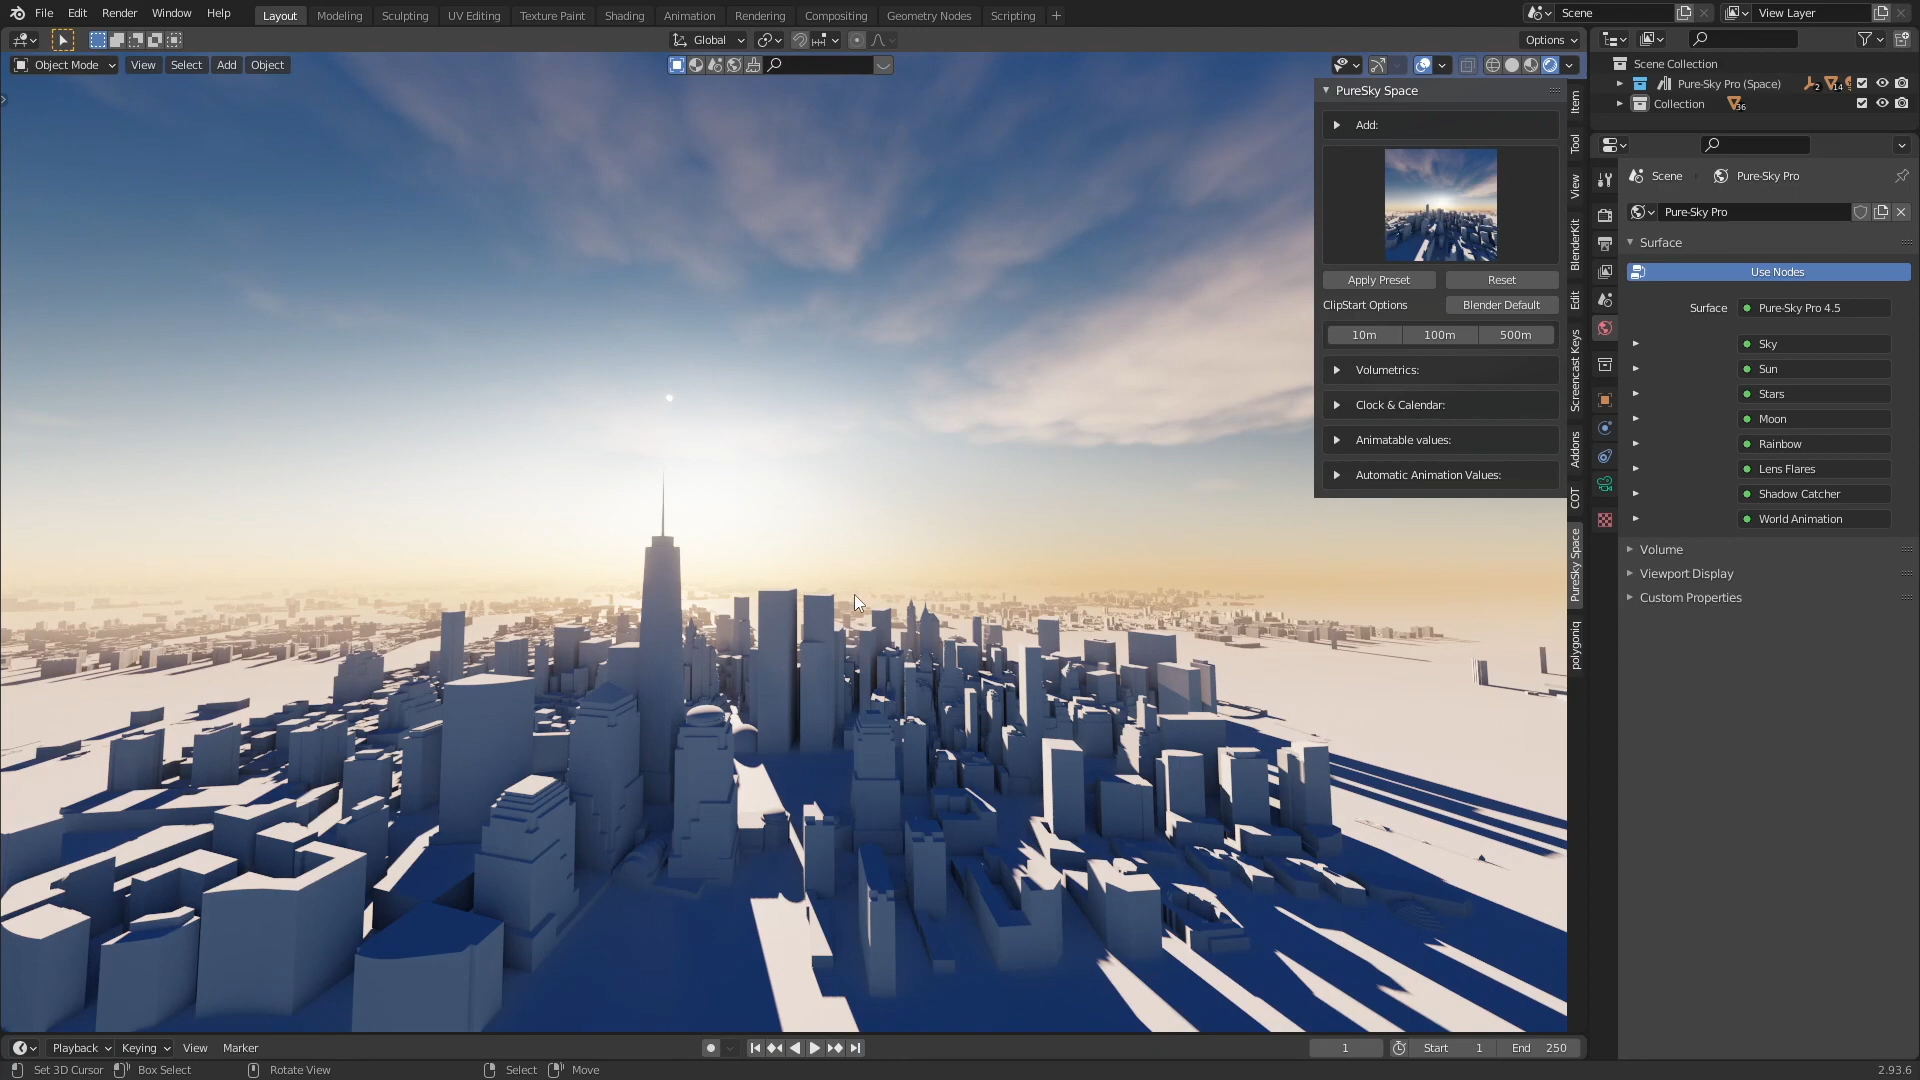 File Edit Render Window Help
Layout Modeling Sculpting UV Editing Texture Paint Shading Animation Rendering Compositing Geometry Nodes Scripting +
Scene
View Layer
Global
Options
Object Mode View Select Add Object
PureSky Space
Add:
Apply Preset Reset
ClipStart Options Blender Default
10m 100m 500m
Volumetrics:
Clock & Calendar:
Animatable values:
Automatic Animation Values:
Item
Tool
View
BlenderKit
Edit
Screencast Keys
Addons
COT
PureSky Space
polygoniq
Scene Collection
Pure-Sky Pro (Space) 2 14
Collection 36
Scene Pure-Sky Pro
Pure-Sky Pro
Surface
Use Nodes
Surface Pure-Sky Pro 4.5
Sky
Sun
Stars
Moon
Rainbow
Lens Flares
Shadow Catcher
World Animation
Volume
Viewport Display
Custom Properties
Playback Keying View Marker
1 Start 1 End 250
Set 3D Cursor Box Select Rotate View Select Move
2.93.6